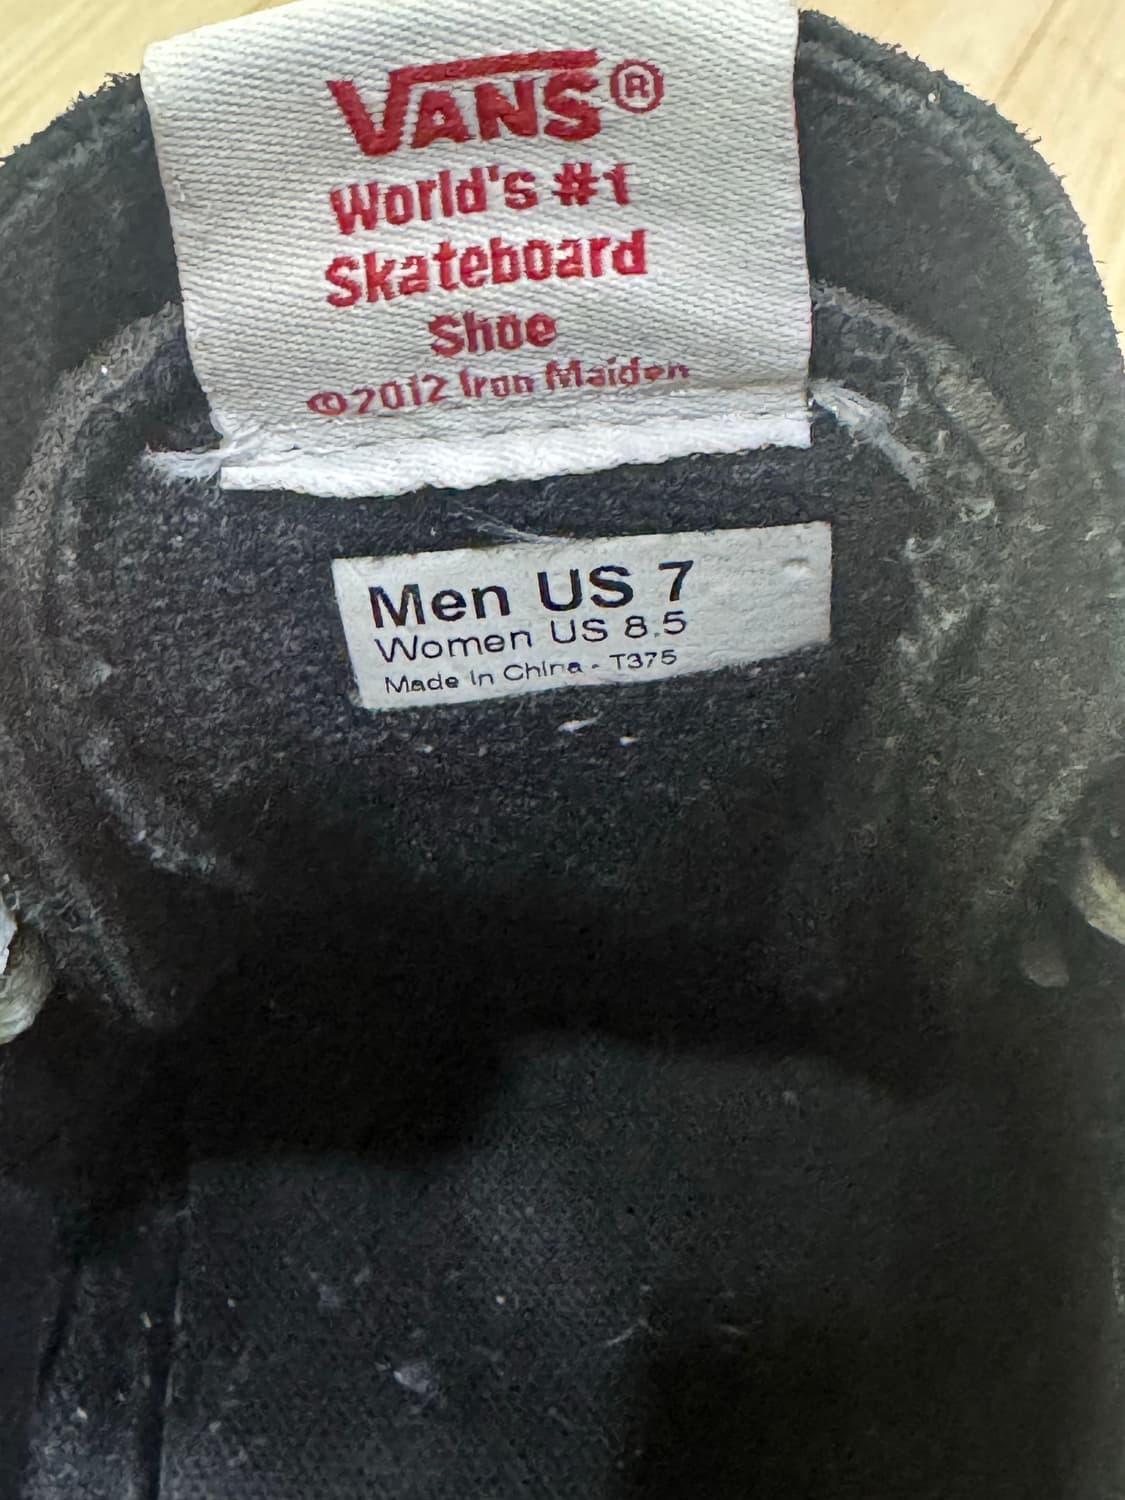 VANS®
World's #1
Skateboard
Shoe
©2012 Iron Maiden
Men US 7
Women US 8.5
Made In China - T375